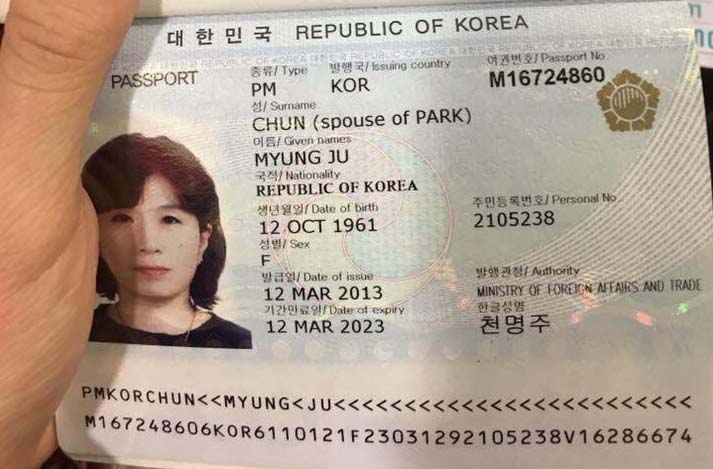 대한민국 REPUBLIC OF KOREA
PASSPORT
종류/ Type 발행국/ Issuing country 여권번호/ Passport No
PM KOR M16724860
성/ Surname
CHUN (spouse of PARK)
이름/ Given names
MYUNG JU
국적/ Nationality
REPUBLIC OF KOREA
생년월일/ Date of birth 주민등록번호/ Personal No
12 OCT 1961 2105238
성별/ Sex
F
발급일/ Date of issue 발행관청/ Authority
12 MAR 2013 MINISTRY OF FOREIGN AFFAIRS AND TRADE
기간만료일/ Date of expiry 한글성명
12 MAR 2023 천명주
PMKORCHUN<<MYUNG<JU<<<<<<<<<<<<<<<<<<<<<<<<<
M167248606KOR6110121F23031292105238V16286674